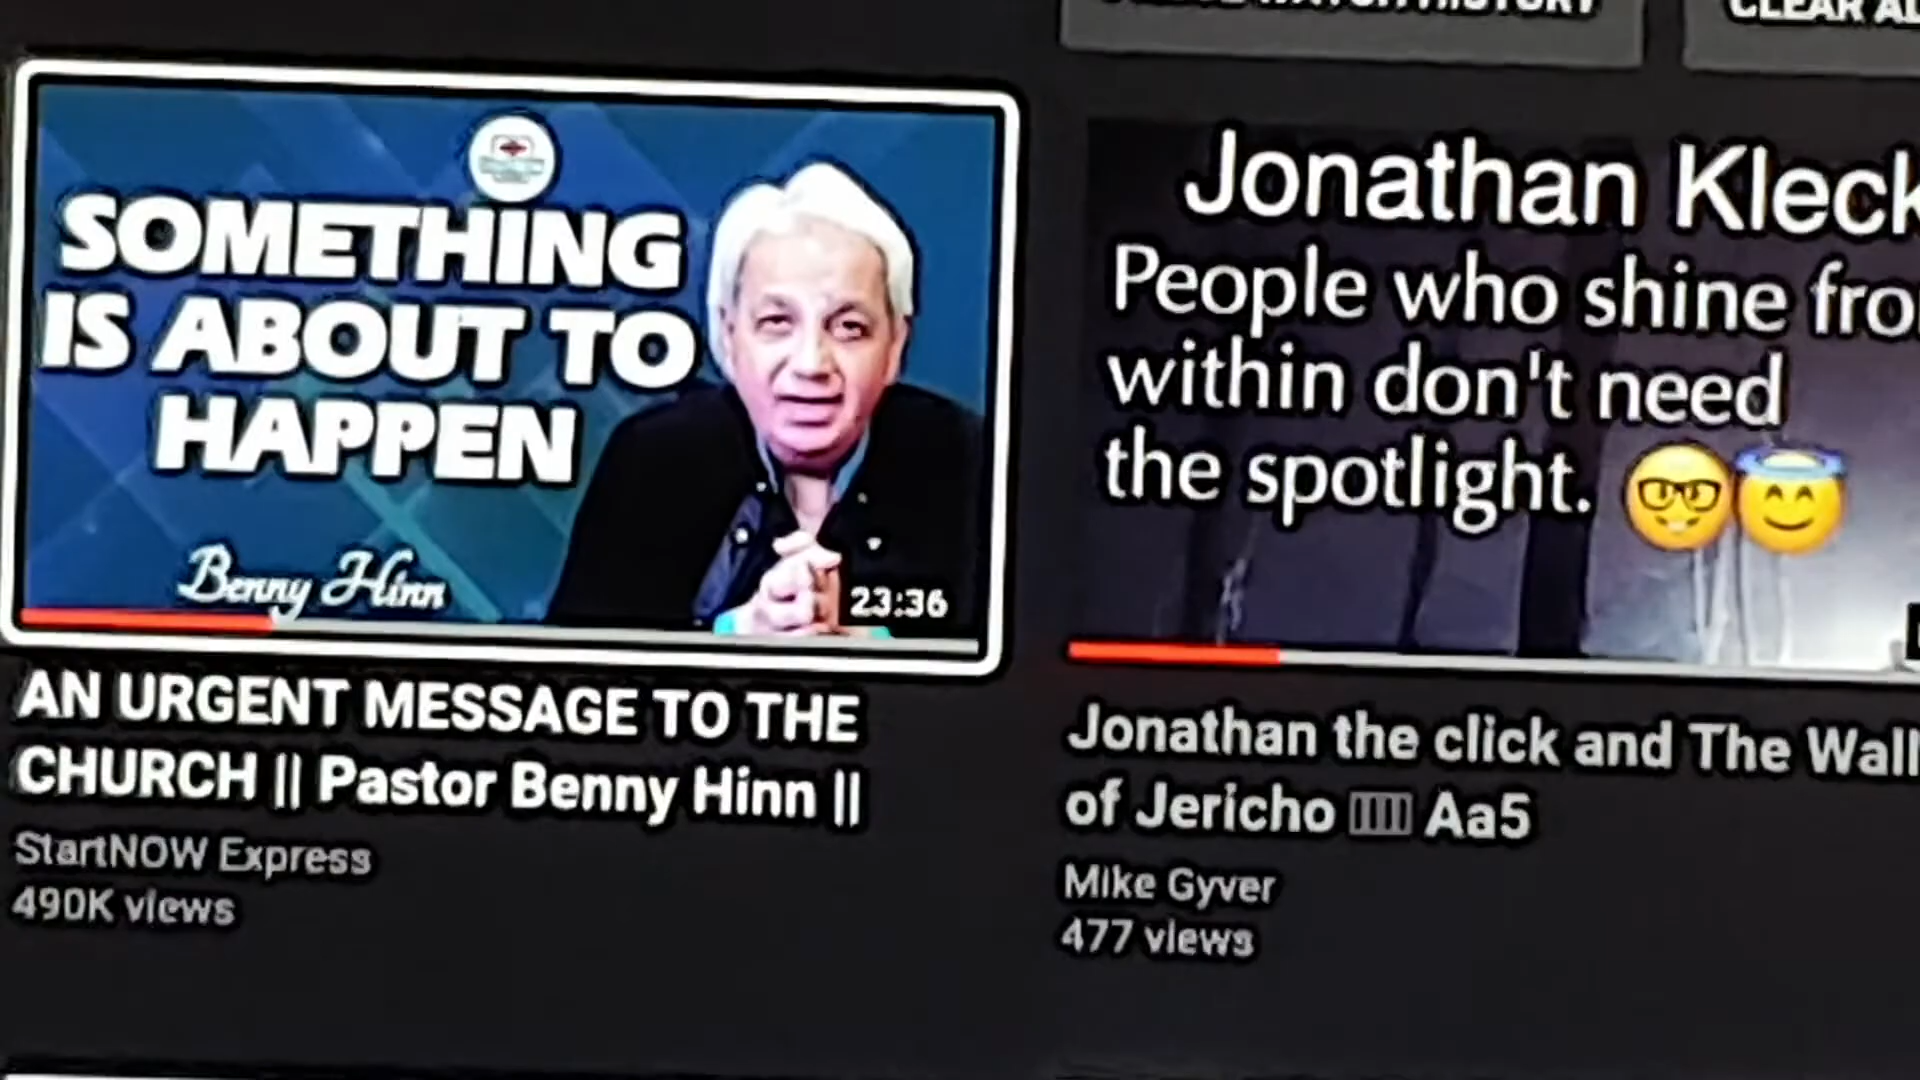 WATCH HISTORY
CLEAR
SOMETHING
IS ABOUT TO
HAPPEN
Benny Hinn
23:36
AN URGENT MESSAGE TO THE
CHURCH || Pastor Benny Hinn ||
StartNOW Express
490K views
Jonathan Kleck
People who shine fro
within don't need
the spotlight.
Jonathan the click and The Wall
of Jericho Aa5
Mike Gyver
477 views